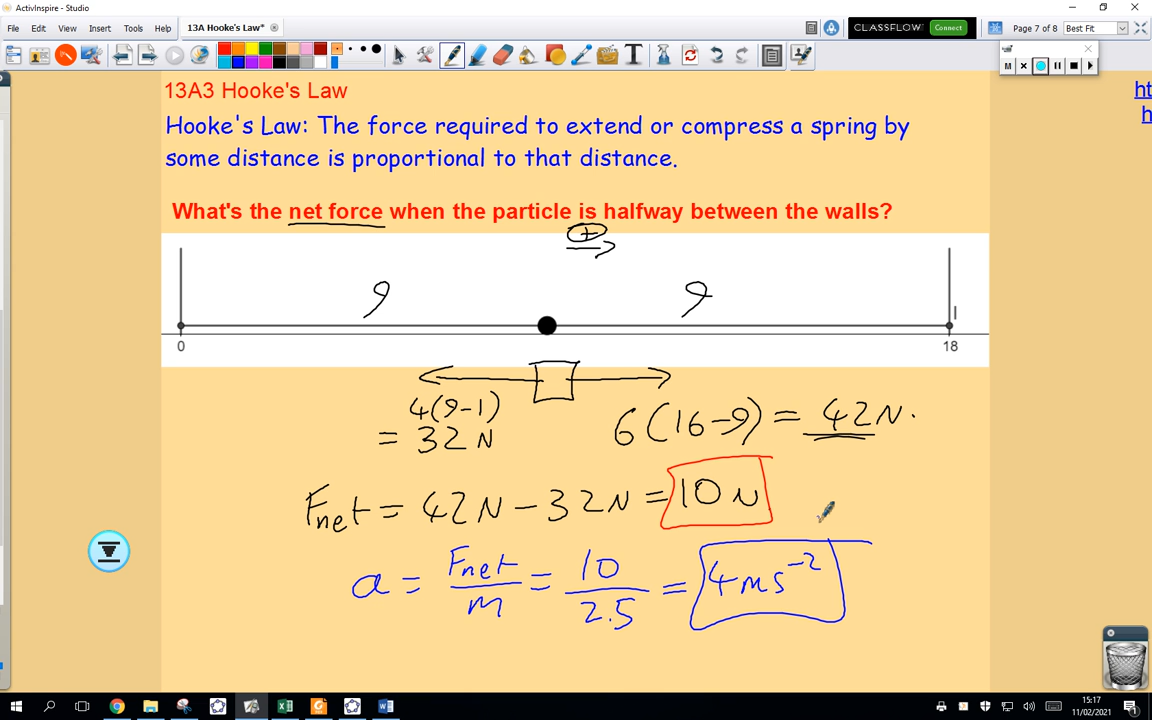 ActivInspire - Studio
File Edit View Insert Tools Help
13A Hooke's Law*
CLASSFLOW Connect
Page 7 of 8 Best Fit
13A3 Hooke's Law
ht
Hooke's Law: The force required to extend or compress a spring by
h
some distance is proportional to that distance.
What's the net force when the particle is halfway between the walls?
+
9 9
0 18
4(9-1)
= 32 N
6(16-9) = 42N.
Fnet = 42N - 32N = 10 N
a = Fnet/m = 10/2.5 = 4ms⁻²
15:17
11/02/2021